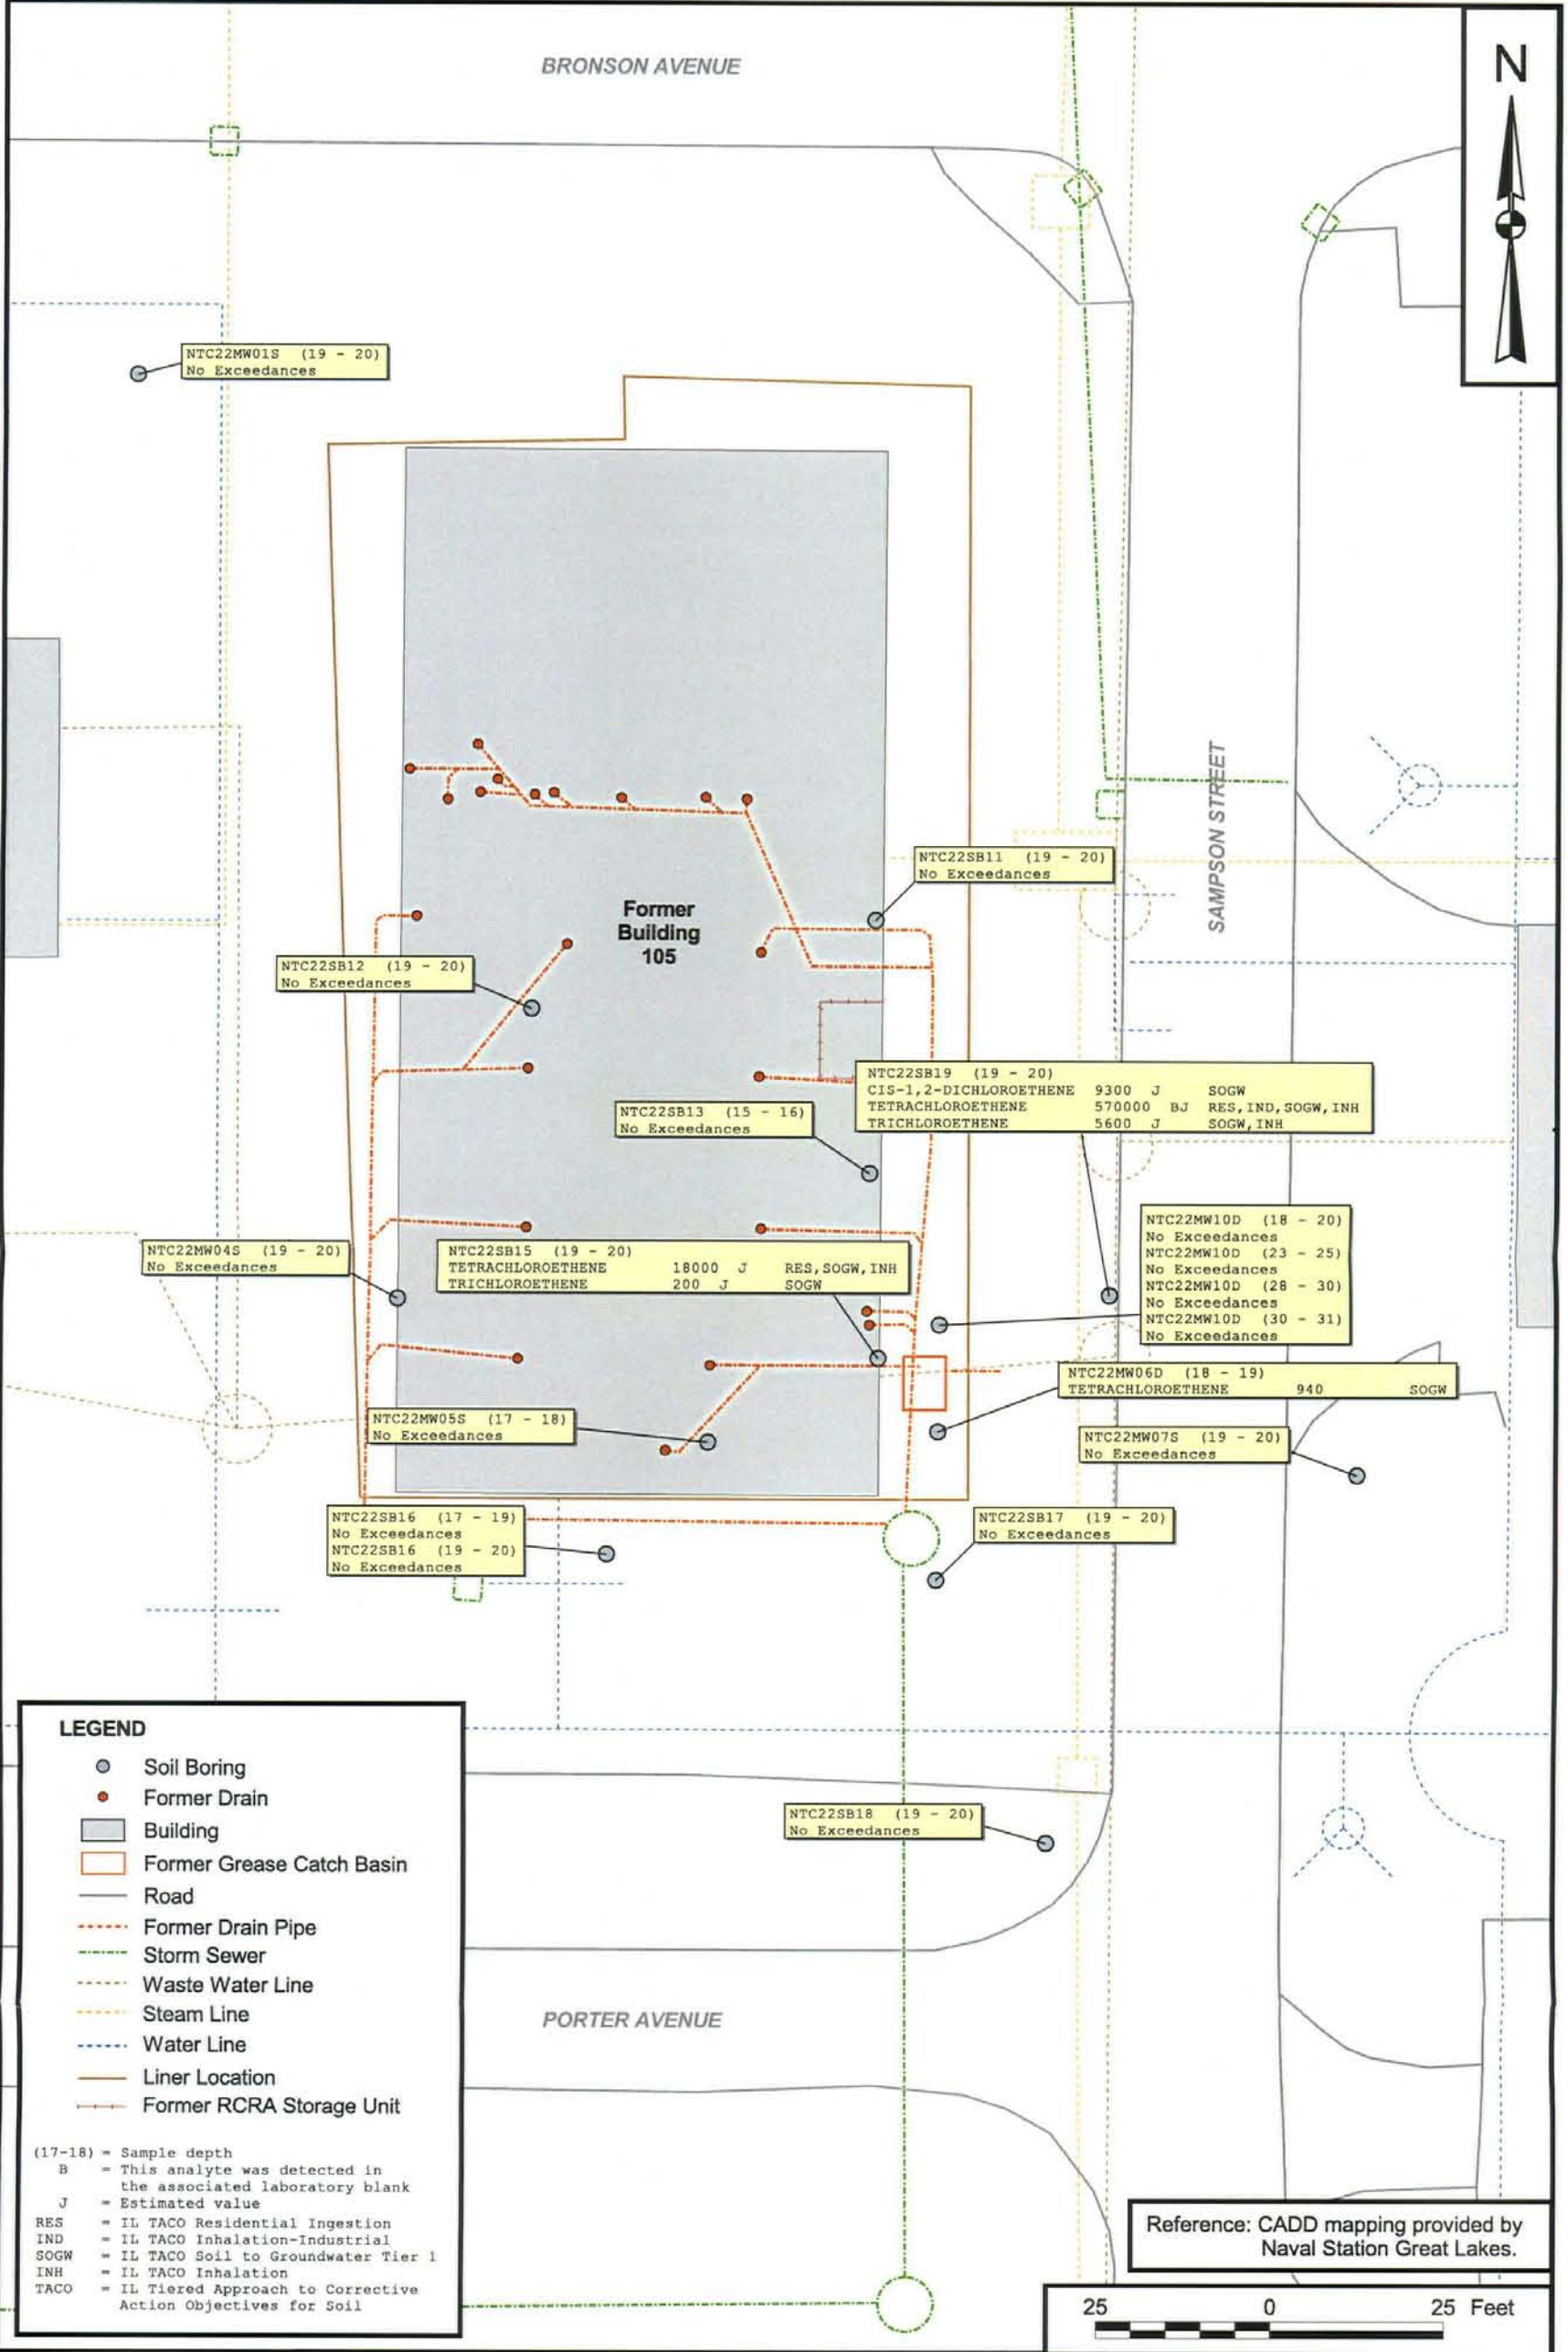 BRONSON AVENUE
N
NTC22MW01S (19 - 20)
No Exceedances
SAMPSON STREET
NTC22SB11 (19 - 20)
No Exceedances
Former
Building
105
NTC22SB12 (19 - 20)
No Exceedances
NTC22SB19 (19 - 20)
CIS-1,2-DICHLOROETHENE 9300 J SOGW
TETRACHLOROETHENE 570000 BJ RES,IND,SOGW,INH
TRICHLOROETHENE 5600 J SOGW,INH
NTC22SB13 (15 - 16)
No Exceedances
NTC22MW10D (18 - 20)
No Exceedances
NTC22MW10D (23 - 25)
No Exceedances
NTC22MW10D (28 - 30)
No Exceedances
NTC22MW10D (30 - 31)
No Exceedances
NTC22MW04S (19 - 20)
No Exceedances
NTC22SB15 (19 - 20)
TETRACHLOROETHENE 18000 J RES,SOGW,INH
TRICHLOROETHENE 200 J SOGW
NTC22MW06D (18 - 19)
TETRACHLOROETHENE 940 SOGW
NTC22MW05S (17 - 18)
No Exceedances
NTC22MW07S (19 - 20)
No Exceedances
NTC22SB16 (17 - 19)
No Exceedances
NTC22SB16 (19 - 20)
No Exceedances
NTC22SB17 (19 - 20)
No Exceedances
NTC22SB18 (19 - 20)
No Exceedances
PORTER AVENUE
LEGEND
Soil Boring
Former Drain
Building
Former Grease Catch Basin
Road
Former Drain Pipe
Storm Sewer
Waste Water Line
Steam Line
Water Line
Liner Location
Former RCRA Storage Unit
(17-18) = Sample depth
B = This analyte was detected in
the associated laboratory blank
J = Estimated value
RES = IL TACO Residential Ingestion
IND = IL TACO Inhalation-Industrial
SOGW = IL TACO Soil to Groundwater Tier 1
INH = IL TACO Inhalation
TACO = IL Tiered Approach to Corrective
Action Objectives for Soil
Reference: CADD mapping provided by
Naval Station Great Lakes.
25 0 25 Feet